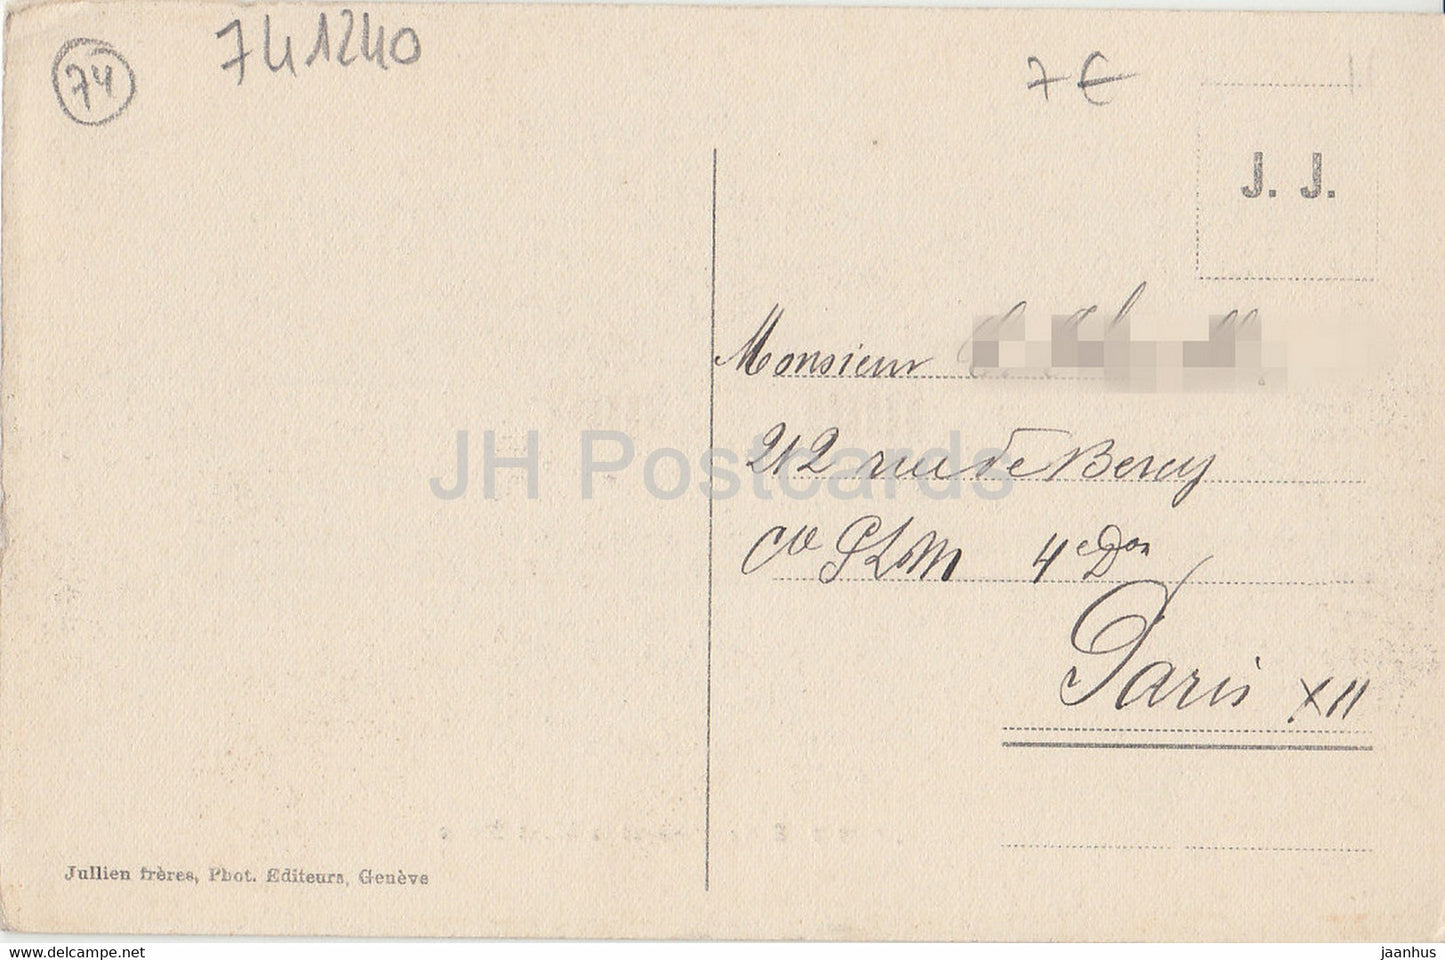 74
741240
7 €
J. J.
Monsieur
212 rue de Bercy
Cie PLM 4e Don
Paris XII
JH Postcards
Jullien frères, Phot. Editeurs, Genève
www.delcampe.net
jaanhus